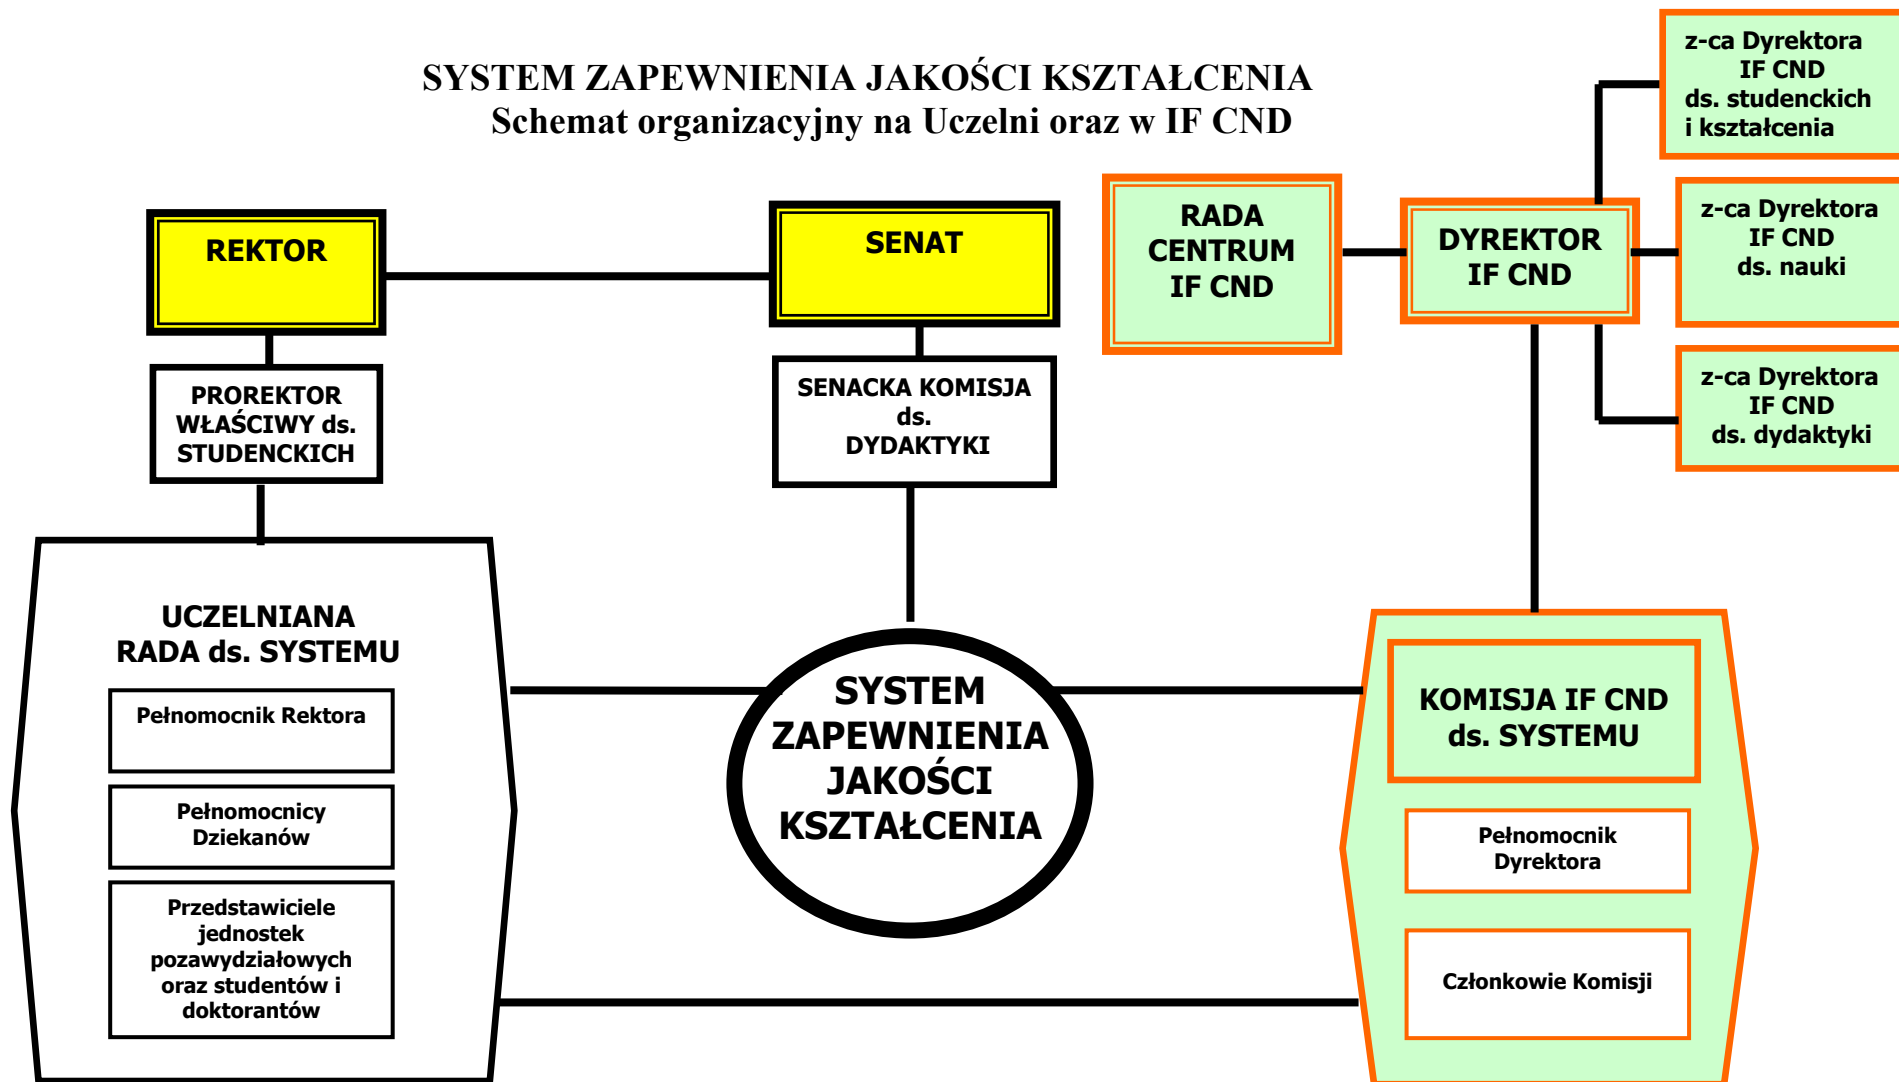 SYSTEM ZAPEWNIENIA JAKOŚCI KSZTAŁCENIA
Schemat organizacyjny na Uczelni oraz w IF CND
REKTOR
SENAT
RADA
CENTRUM
IF CND
DYREKTOR
IF CND
z-ca Dyrektora
IF CND
ds. studenckich
i kształcenia
z-ca Dyrektora
IF CND
ds. nauki
z-ca Dyrektora
IF CND
ds. dydaktyki
PROREKTOR
WŁAŚCIWY ds.
STUDENCKICH
SENACKA KOMISJA
ds.
DYDAKTYKI
UCZELNIANA
RADA ds. SYSTEMU
Pełnomocnik Rektora
Pełnomocnicy
Dziekanów
Przedstawiciele
jednostek
pozawydziałowych
oraz studentów i
doktorantów
SYSTEM
ZAPEWNIENIA
JAKOŚCI
KSZTAŁCENIA
KOMISJA IF CND
ds. SYSTEMU
Pełnomocnik
Dyrektora
Członkowie Komisji